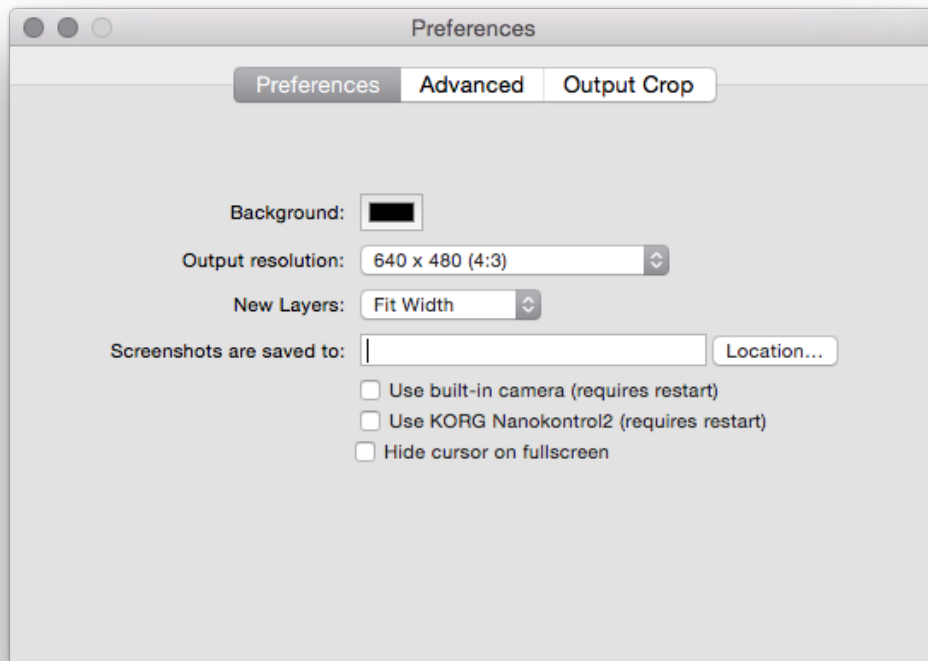 Preferences
Preferences Advanced Output Crop
Background:
Output resolution: 640 x 480 (4:3)
New Layers: Fit Width
Screenshots are saved to: Location...
Use built-in camera (requires restart)
Use KORG Nanokontrol2 (requires restart)
Hide cursor on fullscreen